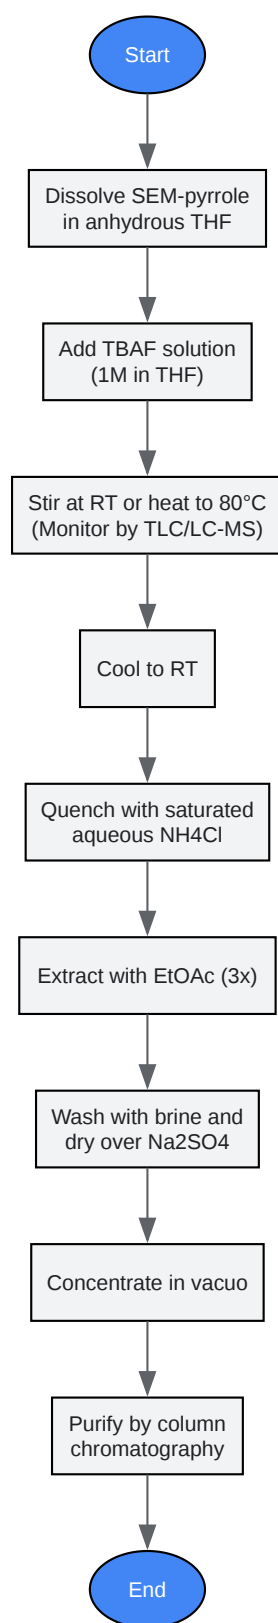 Start
Dissolve SEM-pyrrole
in anhydrous THF
Add TBAF solution
(1M in THF)
Stir at RT or heat to 80°C
(Monitor by TLC/LC-MS)
Cool to RT
Quench with saturated
aqueous NH4Cl
Extract with EtOAc (3x)
Wash with brine and
dry over Na2SO4
Concentrate in vacuo
Purify by column
chromatography
End